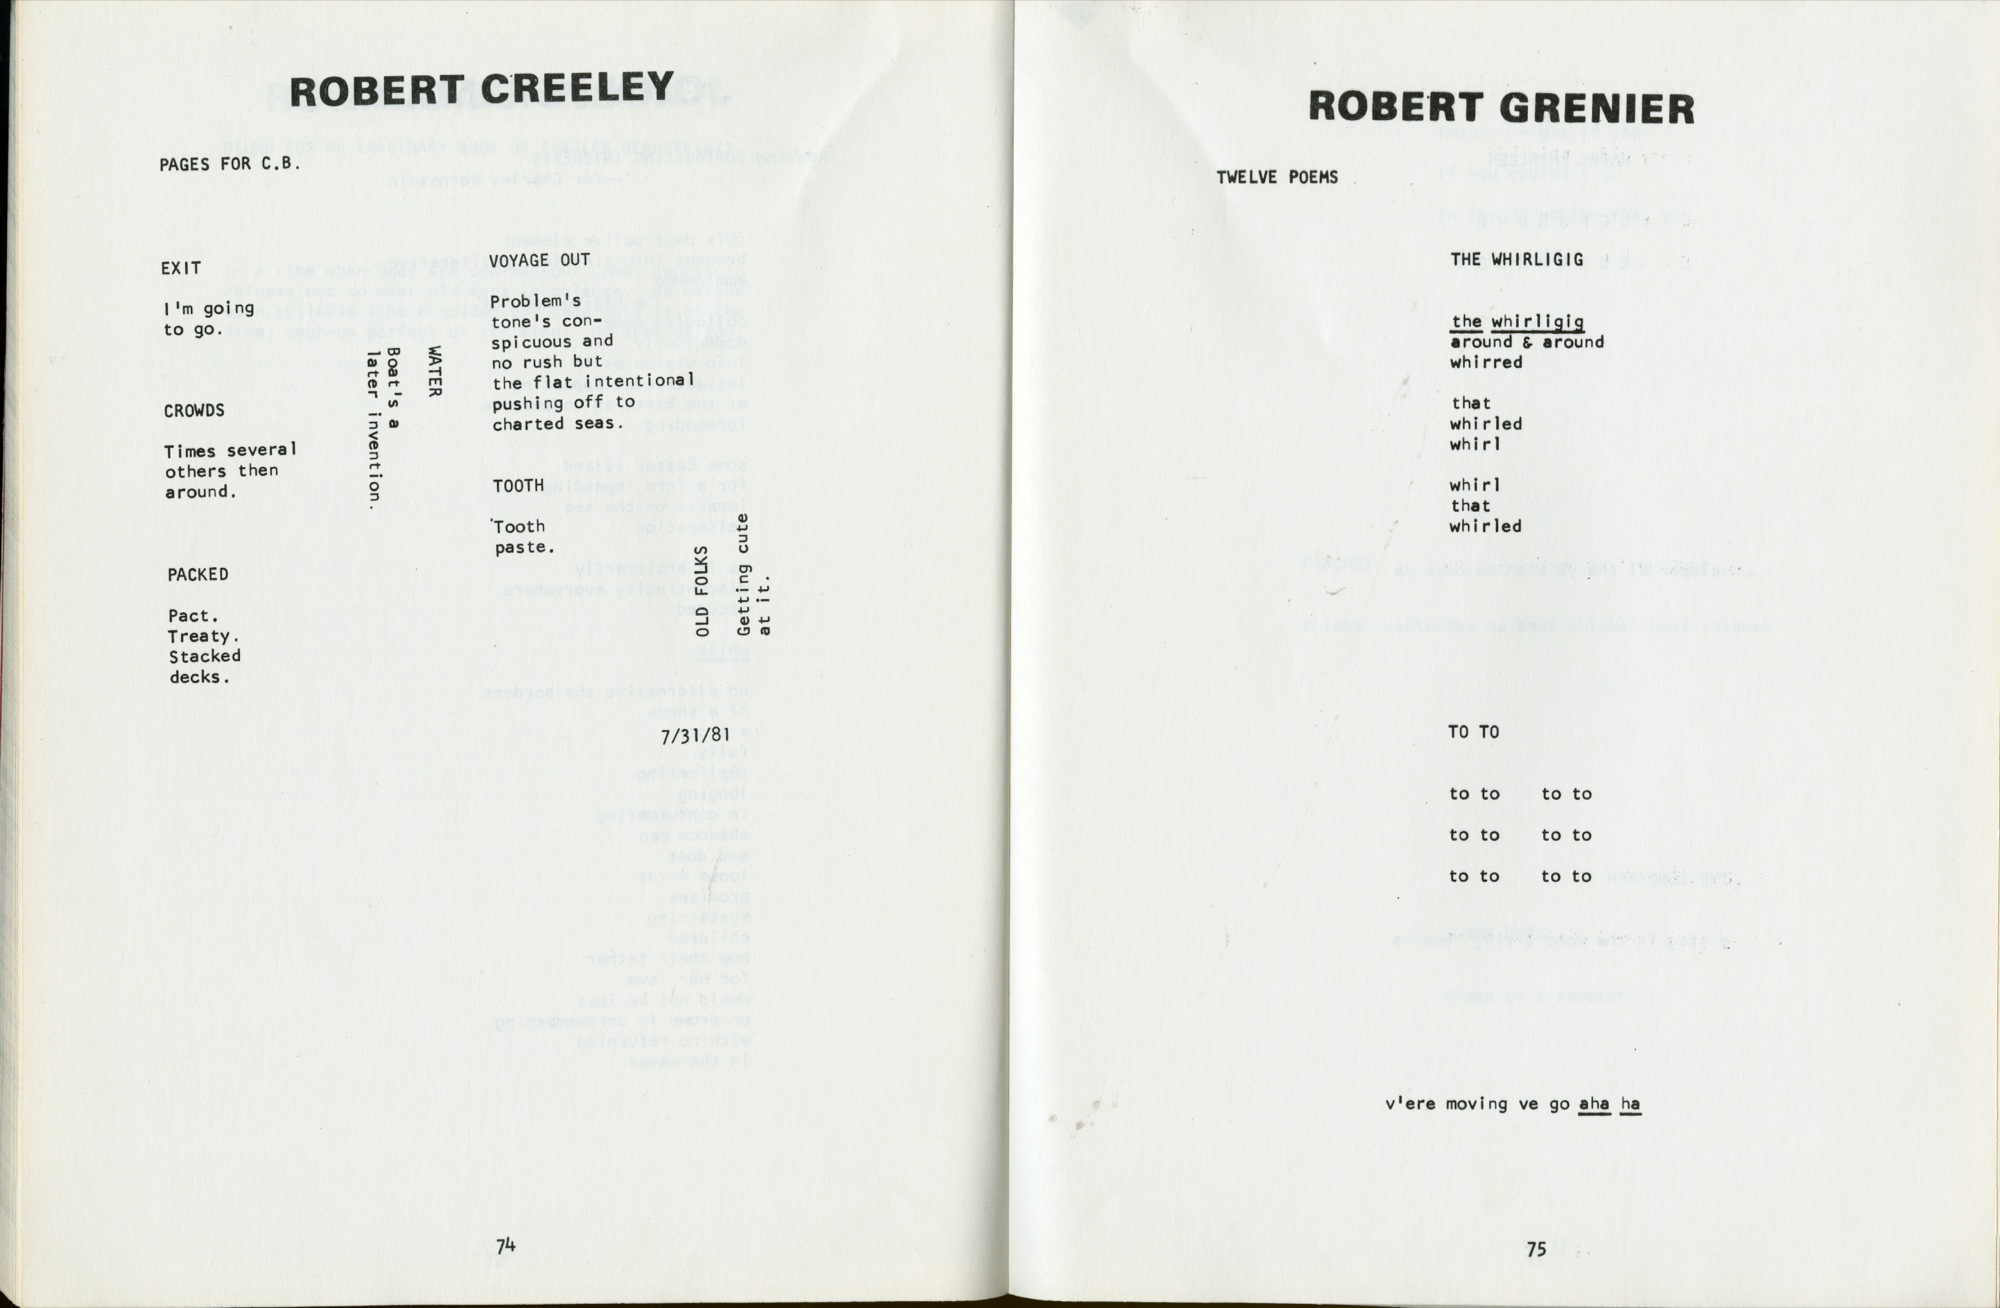 ROBERT CREELEY
PAGES FOR C.B.
EXIT
I'm going
to go.
CROWDS
Times several
others then
around.
PACKED
Pact.
Treaty.
Stacked
decks.
WATER
Boat's a
later invention.
VOYAGE OUT
Problem's
tone's con-
spicuous and
no rush but
the flat intentional
pushing off to
charted seas.
TOOTH
Tooth
paste.
OLD FOLKS
Getting cute
at it.
7/31/81
74
ROBERT GRENIER
TWELVE POEMS
THE WHIRLIGIG
the whirligig
around & around
whirred
that
whirled
whirl
whirl
that
whirled
TO TO
to to to to
to to to to
to to to to
v'ere moving ve go aha ha
75